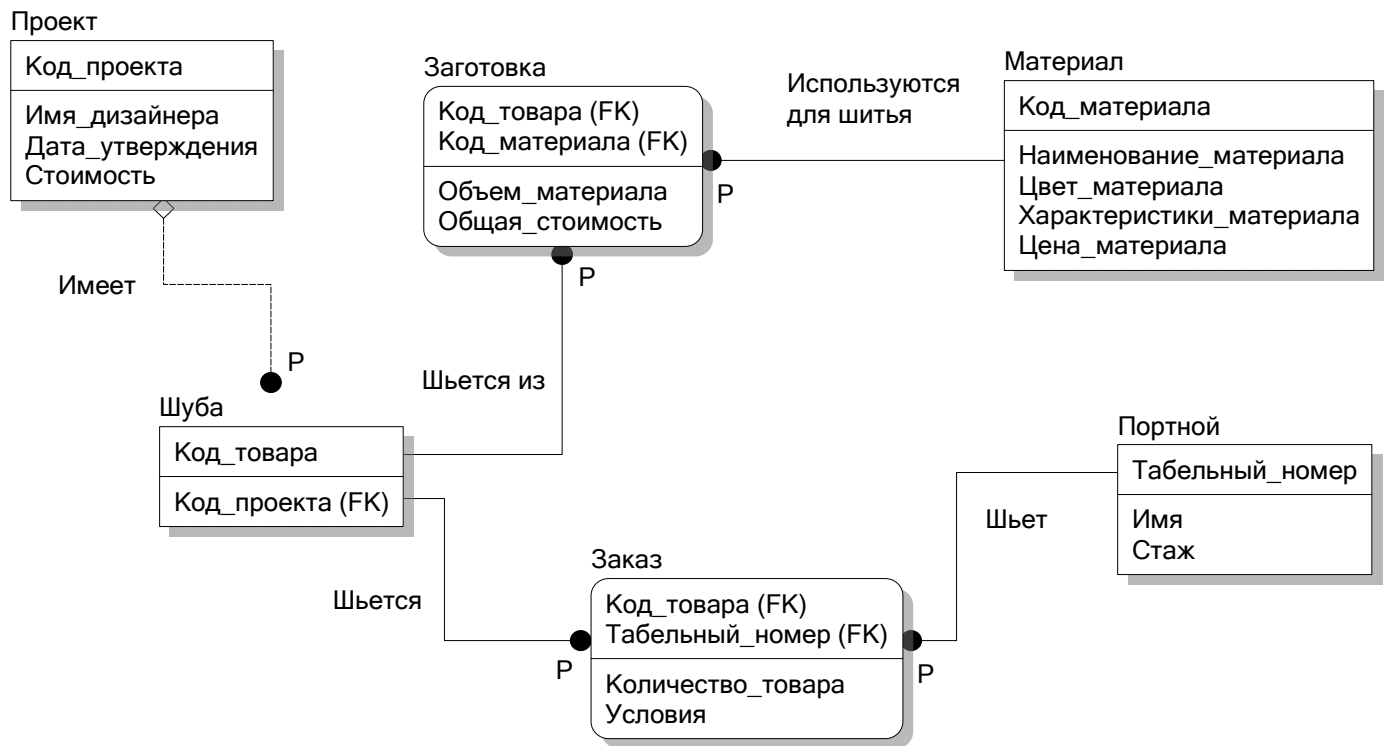 Проект
Код_проекта
Имя_дизайнера
Дата_утверждения
Стоимость
Имеет
P
Заготовка
Код_товара (FK)
Код_материала (FK)
Объем_материала
Общая_стоимость
P
Используются
для шитья
P
Материал
Код_материала
Наименование_материала
Цвет_материала
Характеристики_материала
Цена_материала
Шьется из
Шуба
Код_товара
Код_проекта (FK)
Шьется
P
Заказ
Код_товара (FK)
Табельный_номер (FK)
Количество_товара
Условия
P
Шьет
Портной
Табельный_номер
Имя
Стаж